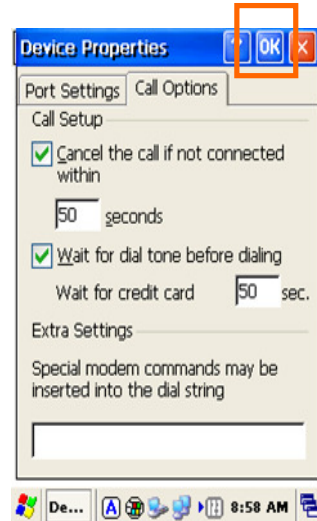 Device Properties ? OK ×
Port Settings Call Options
Call Setup
Cancel the call if not connected
within
50 seconds
Wait for dial tone before dialing
Wait for credit card 50 sec.
Extra Settings
Special modem commands may be
inserted into the dial string
De... A 8:58 AM